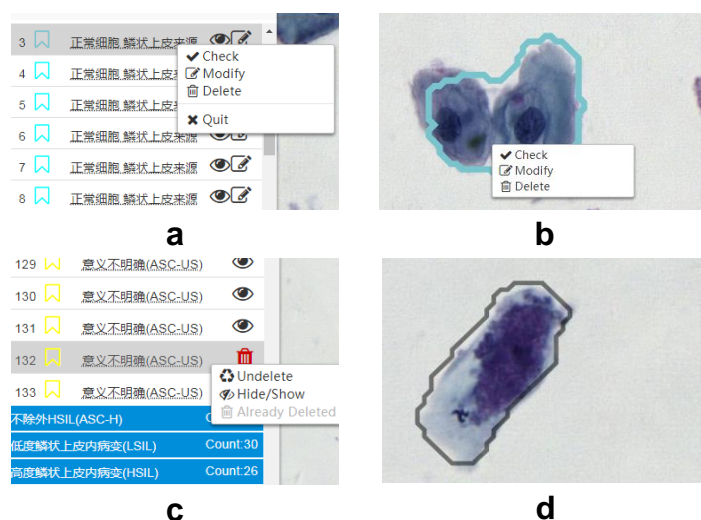 3 正常细胞 鳞状上皮来源
Check
4 正常细胞 鳞状上皮来源
Modify
Delete
5 正常细胞 鳞状上皮来源
Quit
6 正常细胞 鳞状上皮来源
7 正常细胞 鳞状上皮来源
8 正常细胞 鳞状上皮来源
a
Check
Modify
Delete
b
129 意义不明确(ASC-US)
130 意义不明确(ASC-US)
131 意义不明确(ASC-US)
132 意义不明确(ASC-US)
Undelete
133 意义不明确(ASC-US)
Hide/Show
Already Deleted
不除外HSIL(ASC-H)
低度鳞状上皮内病变(LSIL) Count:30
高度鳞状上皮内病变(HSIL) Count:26
c
d